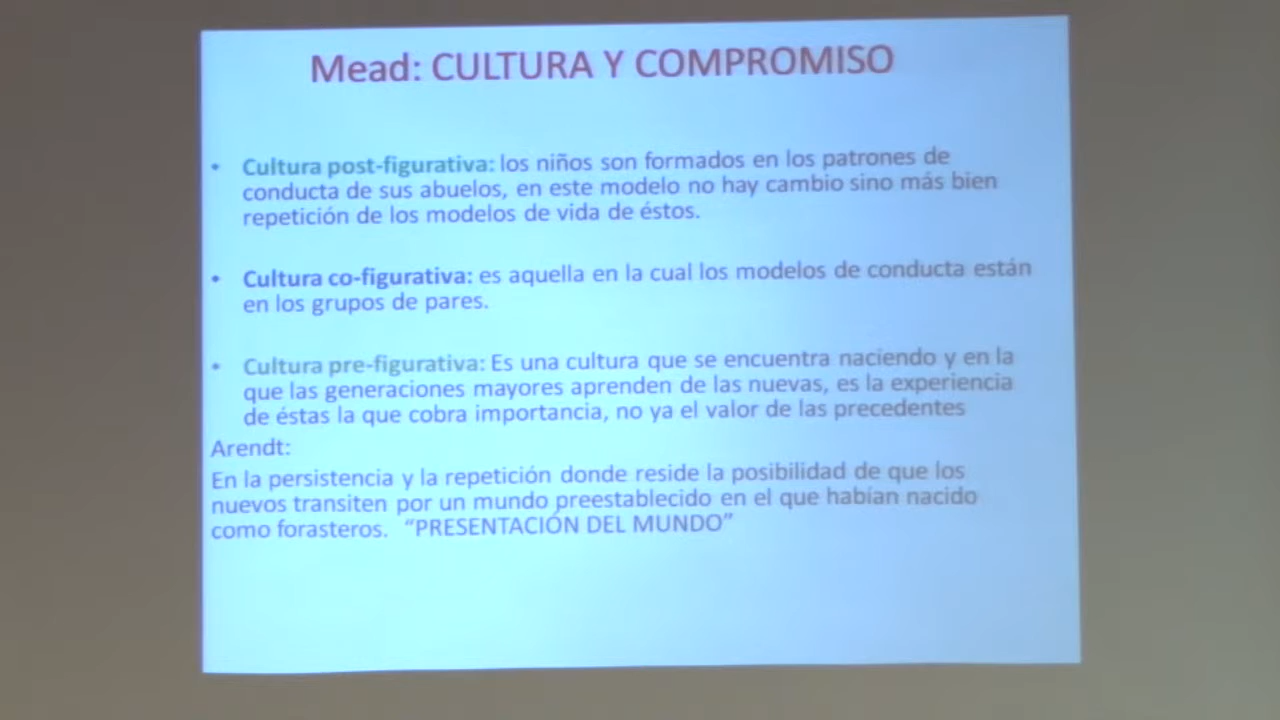 Mead: CULTURA Y COMPROMISO
• Cultura post-figurativa: los niños son formados en los patrones de
conducta de sus abuelos, en este modelo no hay cambio sino más bien
repetición de los modelos de vida de éstos.
• Cultura co-figurativa: es aquella en la cual los modelos de conducta están
en los grupos de pares.
• Cultura pre-figurativa: Es una cultura que se encuentra naciendo y en la
que las generaciones mayores aprenden de las nuevas, es la experiencia
de éstas la que cobra importancia, no ya el valor de las precedentes
Arendt:
En la persistencia y la repetición donde reside la posibilidad de que los
nuevos transiten por un mundo preestablecido en el que habían nacido
como forasteros. “PRESENTACIÓN DEL MUNDO”